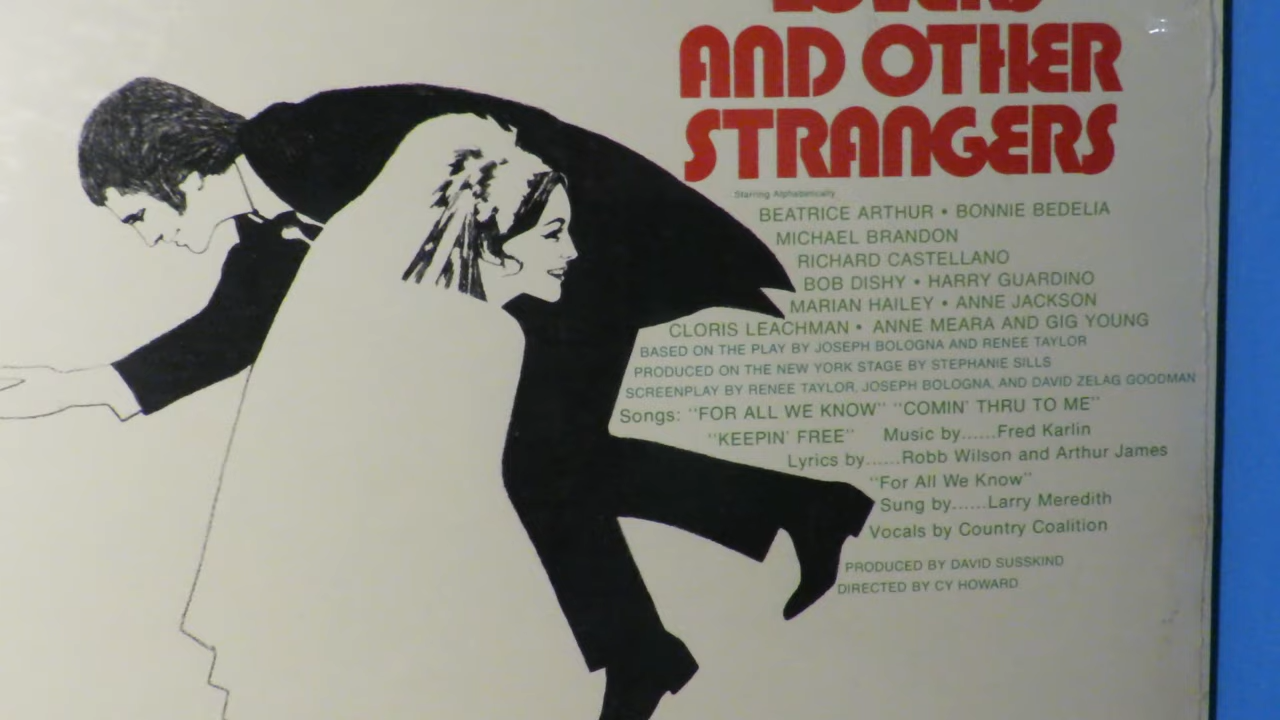 LOVERS
AND OTHER
STRANGERS
Starring Alphabetically
BEATRICE ARTHUR • BONNIE BEDELIA
MICHAEL BRANDON
RICHARD CASTELLANO
BOB DISHY • HARRY GUARDINO
MARIAN HAILEY • ANNE JACKSON
CLORIS LEACHMAN • ANNE MEARA AND GIG YOUNG
BASED ON THE PLAY BY JOSEPH BOLOGNA AND RENEE TAYLOR
PRODUCED ON THE NEW YORK STAGE BY STEPHANIE SILLS
SCREENPLAY BY RENEE TAYLOR, JOSEPH BOLOGNA, AND DAVID ZELAG GOODMAN
Songs: "FOR ALL WE KNOW" "COMIN' THRU TO ME"
"KEEPIN' FREE" Music by......Fred Karlin
Lyrics by......Robb Wilson and Arthur James
"For All We Know"
Sung by......Larry Meredith
Vocals by Country Coalition
PRODUCED BY DAVID SUSSKIND
DIRECTED BY CY HOWARD